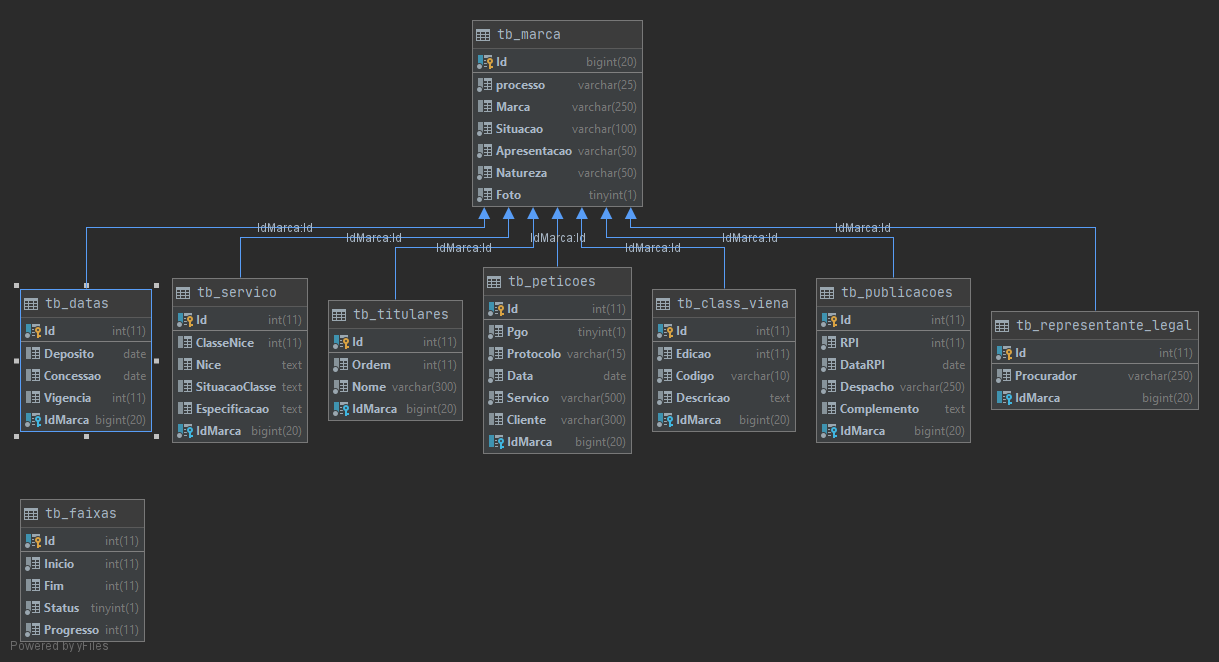 tb_marca
Id bigint(20)
processo varchar(25)
Marca varchar(250)
Situacao varchar(100)
Apresentacao varchar(50)
Natureza varchar(50)
Foto tinyint(1)
IdMarca:Id
IdMarca:Id
IdMarca:Id
IdMarca:Id
IdMarca:Id
IdMarca:Id
IdMarca:Id
tb_datas
Id int(11)
Deposito date
Concessao date
Vigencia int(11)
IdMarca bigint(20)
tb_servico
Id int(11)
ClasseNice int(11)
Nice text
SituacaoClasse text
Especificacao text
IdMarca bigint(20)
tb_titulares
Id int(11)
Ordem int(11)
Nome varchar(300)
IdMarca bigint(20)
tb_peticoes
Id int(11)
Pgo tinyint(1)
Protocolo varchar(15)
Data date
Servico varchar(500)
Cliente varchar(300)
IdMarca bigint(20)
tb_class_viena
Id int(11)
Edicao int(11)
Codigo varchar(10)
Descricao text
IdMarca bigint(20)
tb_publicacoes
Id int(11)
RPI int(11)
DataRPI date
Despacho varchar(250)
Complemento text
IdMarca bigint(20)
tb_representante_legal
Id int(11)
Procurador varchar(250)
IdMarca bigint(20)
tb_faixas
Id int(11)
Inicio int(11)
Fim int(11)
Status tinyint(1)
Progresso int(11)
Powered by yFiles